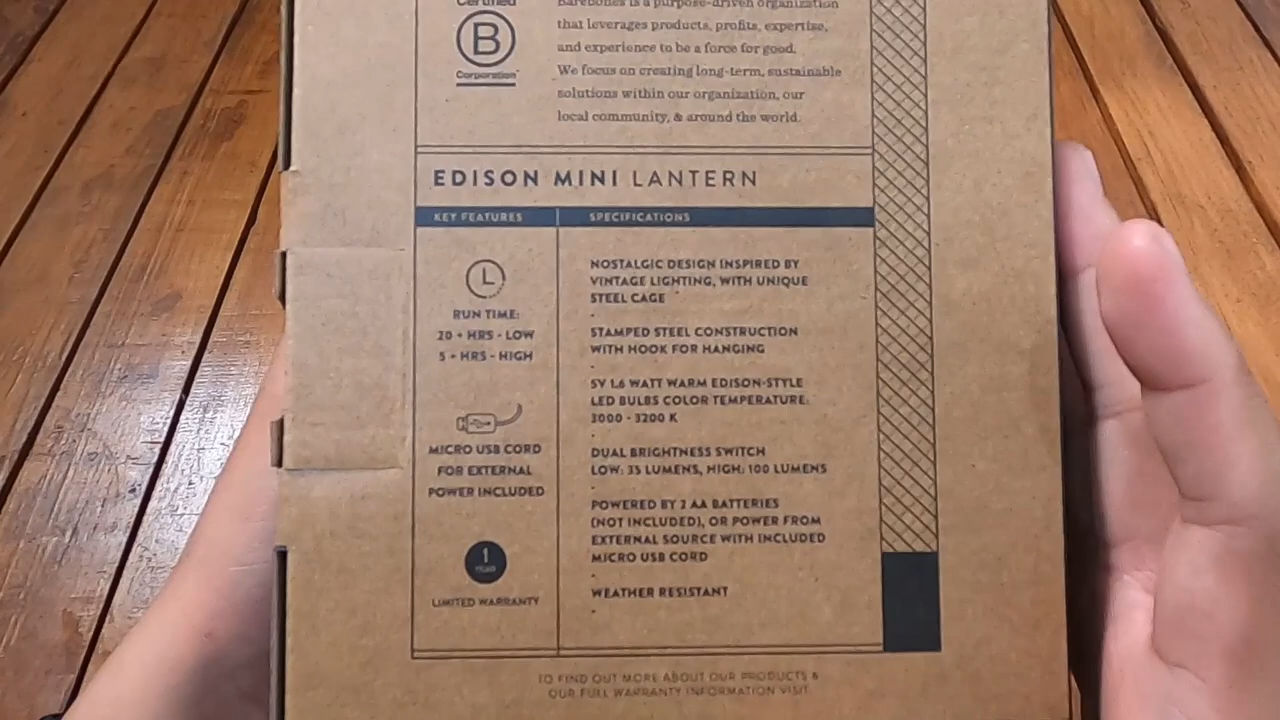 Certified
B
Corporation
Barebones is a purpose-driven organization
that leverages products, profits, expertise,
and experience to be a force for good.
We focus on creating long-term, sustainable
solutions within our organization, our
local community, & around the world.
EDISON MINI LANTERN
KEY FEATURES
SPECIFICATIONS
RUN TIME:
20 + HRS - LOW
5 + HRS - HIGH
MICRO USB CORD
FOR EXTERNAL
POWER INCLUDED
1
YEAR
LIMITED WARRANTY
NOSTALGIC DESIGN INSPIRED BY
VINTAGE LIGHTING, WITH UNIQUE
STEEL CAGE
STAMPED STEEL CONSTRUCTION
WITH HOOK FOR HANGING
5V 1.6 WATT WARM EDISON-STYLE
LED BULBS COLOR TEMPERATURE:
3000 - 3200 K
DUAL BRIGHTNESS SWITCH
LOW: 35 LUMENS, HIGH: 100 LUMENS
POWERED BY 2 AA BATTERIES
(NOT INCLUDED), OR POWER FROM
EXTERNAL SOURCE WITH INCLUDED
MICRO USB CORD
WEATHER RESISTANT
TO FIND OUT MORE ABOUT OUR PRODUCTS &
OUR FULL WARRANTY INFORMATION VISIT